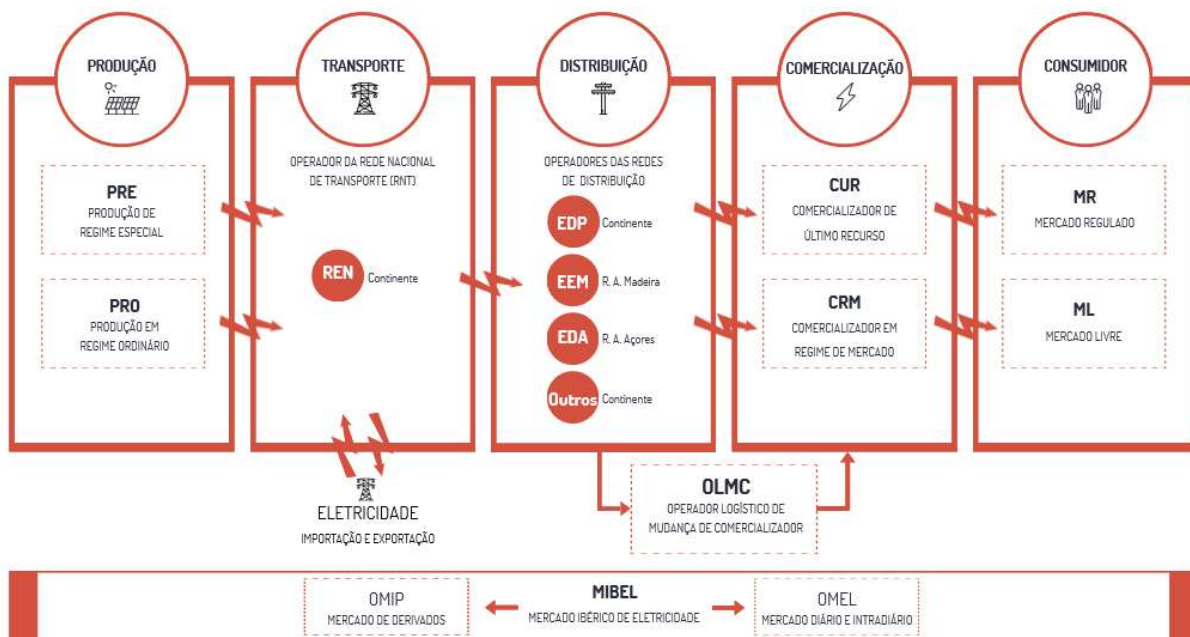 PRODUÇÃO
PRE
PRODUÇÃO DE
REGIME ESPECIAL
PRO
PRODUÇÃO EM
REGIME ORDINÁRIO
TRANSPORTE
OPERADOR DA REDE NACIONAL
DE TRANSPORTE (RNT)
REN Continente
ELETRICIDADE
IMPORTAÇÃO E EXPORTAÇÃO
DISTRIBUIÇÃO
OPERADORES DAS REDES
DE DISTRIBUIÇÃO
EDP Continente
EEM R. A. Madeira
EDA R. A. Açores
Outros Continente
OLMC
OPERADOR LOGÍSTICO DE
MUDANÇA DE COMERCIALIZADOR
COMERCIALIZAÇÃO
CUR
COMERCIALIZADOR DE
ÚLTIMO RECURSO
CRM
COMERCIALIZADOR EM
REGIME DE MERCADO
CONSUMIDOR
MR
MERCADO REGULADO
ML
MERCADO LIVRE
OMIP
MERCADO DE DERIVADOS
MIBEL
MERCADO IBÉRICO DE ELETRICIDADE
OMEL
MERCADO DIÁRIO E INTRADIÁRIO